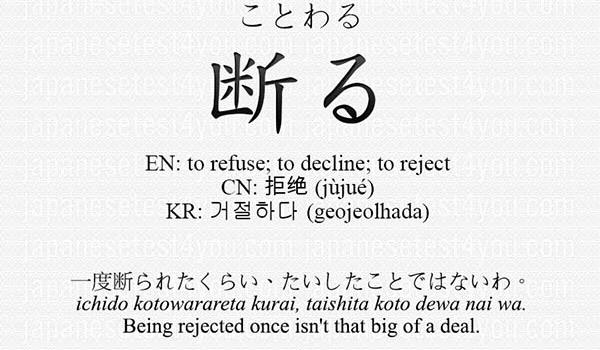 ことわる
断る
EN: to refuse; to decline; to reject
CN: 拒绝 (jùjué)
KR: 거절하다 (geojeolhada)
一度断られたくらい、たいしたことではないわ。
ichido kotowarareta kurai, taishita koto dewa nai wa.
Being rejected once isn't that big of a deal.
japanesetest4you.com